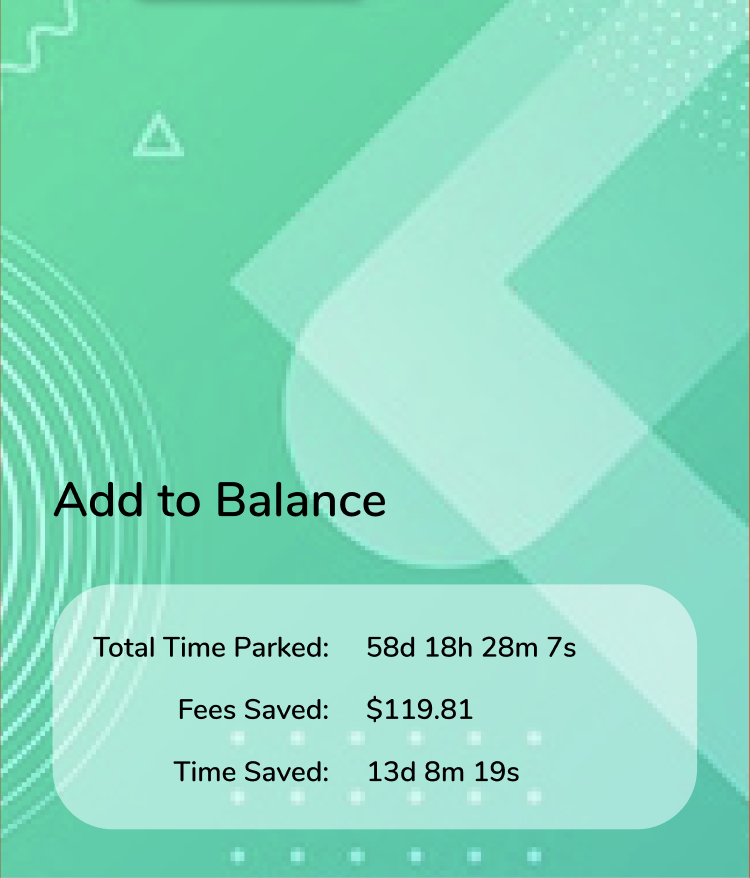 Add to Balance
Total Time Parked: 58d 18h 28m 7s
Fees Saved: $119.81
Time Saved: 13d 8m 19s